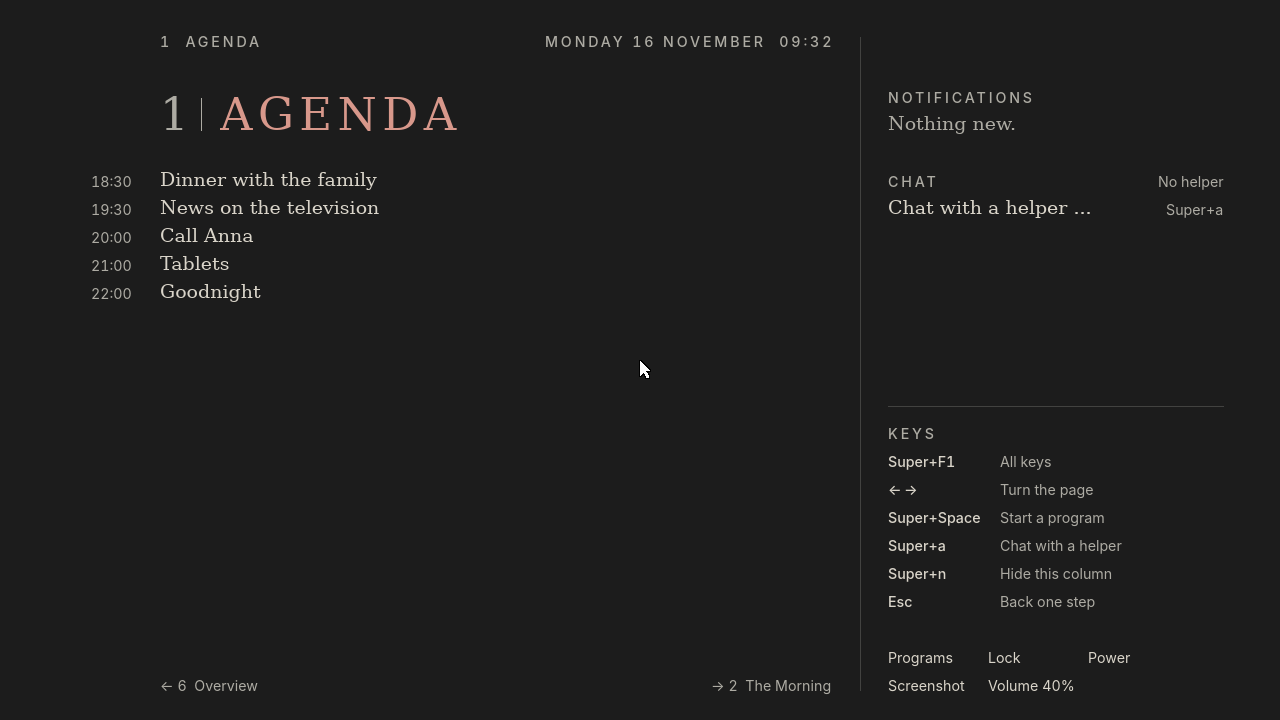 1 AGENDA
MONDAY 16 NOVEMBER 09:32
1 AGENDA
18:30 Dinner with the family
19:30 News on the television
20:00 Call Anna
21:00 Tablets
22:00 Goodnight
← 6 Overview
→ 2 The Morning
NOTIFICATIONS
Nothing new.
CHAT No helper
Chat with a helper ... Super+a
KEYS
Super+F1 All keys
← → Turn the page
Super+Space Start a program
Super+a Chat with a helper
Super+n Hide this column
Esc Back one step
Programs Lock Power
Screenshot Volume 40%